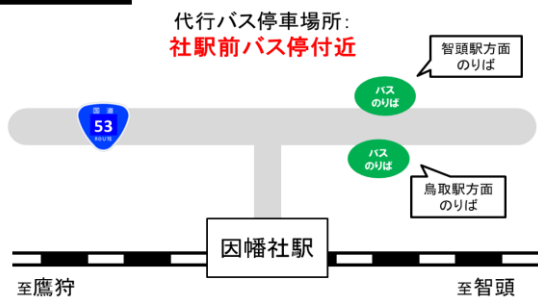 代行バス停車場所:
社駅前バス停付近
智頭駅方面
のりば
バス
のりば
国道
53
ROUTE
バス
のりば
鳥取駅方面
のりば
因幡社駅
至鷹狩
至智頭